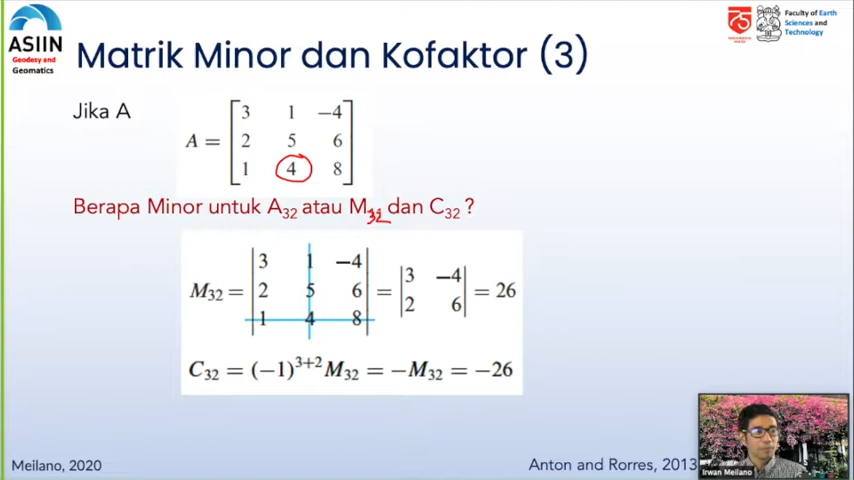 ASIIN
Geodesy and
Geomatics
Matrik Minor dan Kofaktor (3)
75
Faculty of Earth
Sciences and
Technology
Jika A
A = [3 1 −4
2 5 6
1 4 8]
Berapa Minor untuk A₃₂ atau M₃₂ dan C₃₂ ?
M₃₂ = |3 1 −4
2 5 6
1 4 8| = |3 −4
2 6| = 26
C₃₂ = (−1)³⁺²M₃₂ = −M₃₂ = −26
Meilano, 2020
Anton and Rorres, 2013
Irwan Meilano